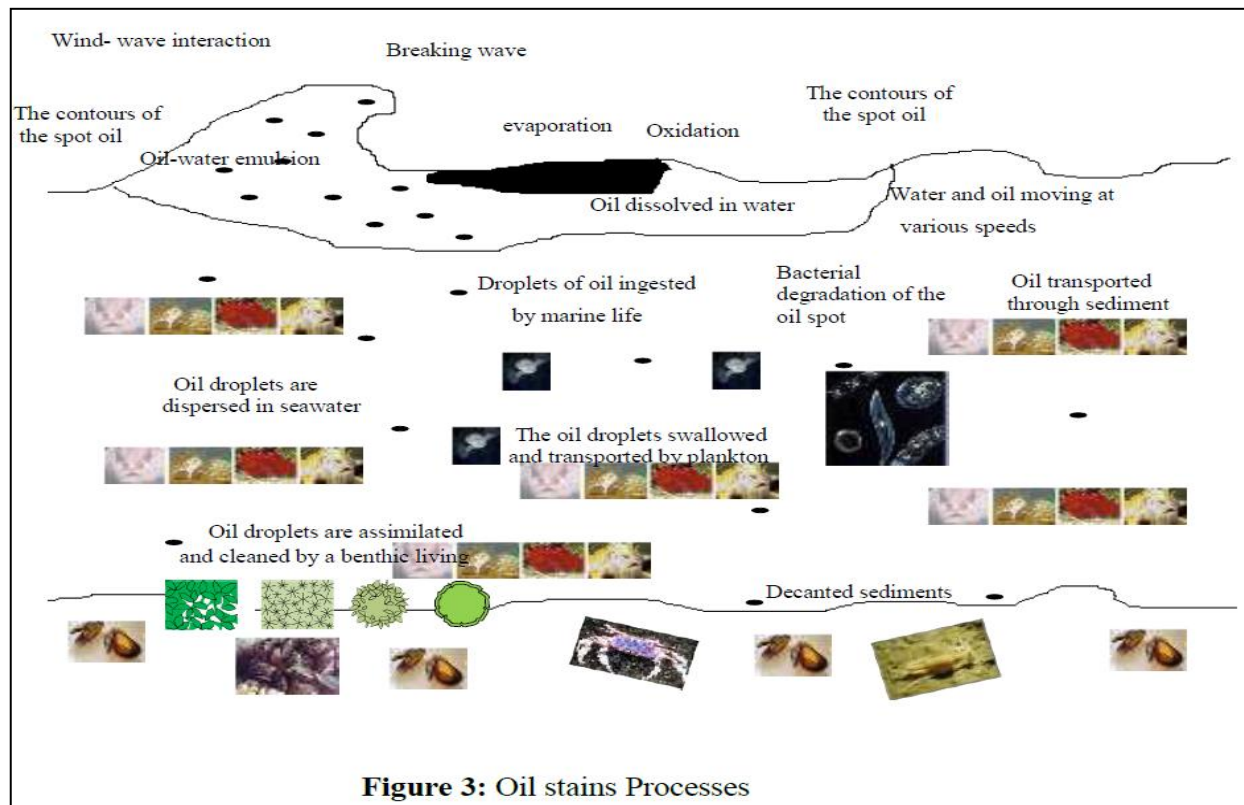 Wind- wave interaction
Breaking wave
The contours of
the spot oil
evaporation
Oxidation
The contours of
the spot oil
Oil-water emulsion
Oil dissolved in water
Water and oil moving at
various speeds
Droplets of oil ingested
by marine life
Bacterial
degradation of the
oil spot
Oil transported
through sediment
Oil droplets are
dispersed in seawater
The oil droplets swallowed
and transported by plankton
Oil droplets are assimilated
and cleaned by a benthic living
Decanted sediments
Figure 3: Oil stains Processes